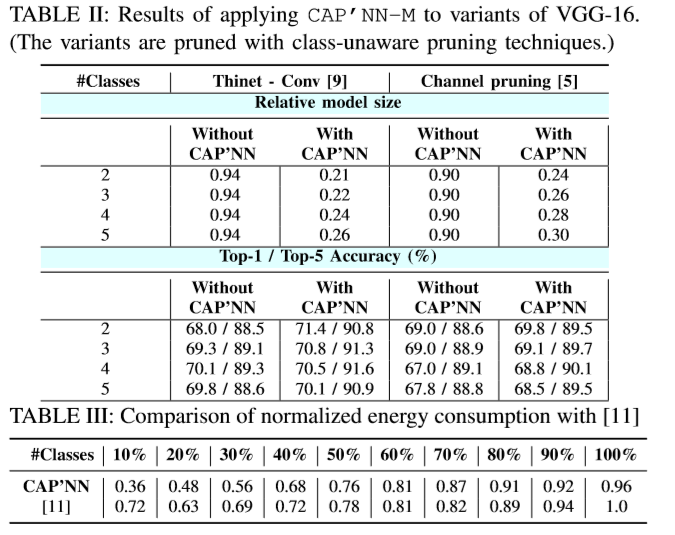 TABLE II: Results of applying CAP'NN-M to variants of VGG-16.
(The variants are pruned with class-unaware pruning techniques.)
#Classes Thinet - Conv [9] Channel pruning [5]
Relative model size
Without With Without With
CAP'NN CAP'NN CAP'NN CAP'NN
2 0.94 0.21 0.90 0.24
3 0.94 0.22 0.90 0.26
4 0.94 0.24 0.90 0.28
5 0.94 0.26 0.90 0.30
Top-1 / Top-5 Accuracy (%)
Without With Without With
CAP'NN CAP'NN CAP'NN CAP'NN
2 68.0 / 88.5 71.4 / 90.8 69.0 / 88.6 69.8 / 89.5
3 69.3 / 89.1 70.8 / 91.3 69.0 / 88.9 69.1 / 89.7
4 70.1 / 89.3 70.5 / 91.6 67.0 / 89.1 68.8 / 90.1
5 69.8 / 88.6 70.1 / 90.9 67.8 / 88.8 68.5 / 89.5
TABLE III: Comparison of normalized energy consumption with [11]
#Classes 10% 20% 30% 40% 50% 60% 70% 80% 90% 100%
CAP'NN 0.36 0.48 0.56 0.68 0.76 0.81 0.87 0.91 0.92 0.96
[11] 0.72 0.63 0.69 0.72 0.78 0.81 0.82 0.89 0.94 1.0